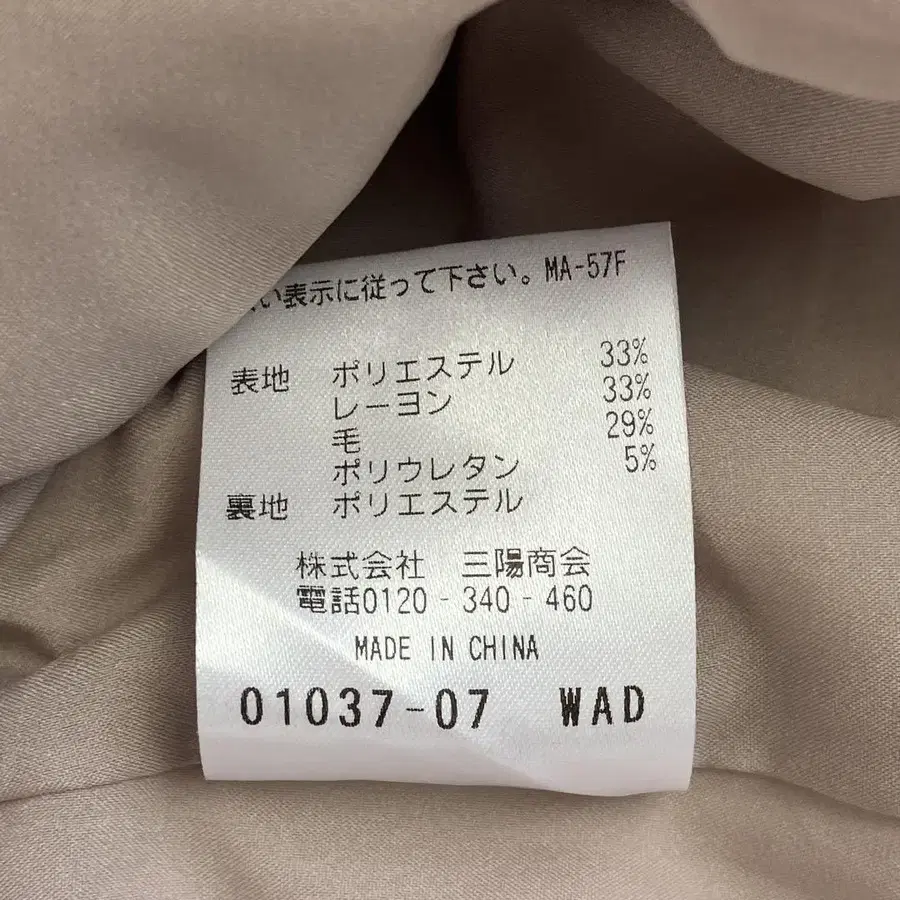 い表示に従って下さい。MA-57F
表地 ポリエステル 33%
レーヨン 33%
毛 29%
ポリウレタン 5%
裏地 ポリエステル
株式会社 三陽商会
電話0120-340-460
MADE IN CHINA
01037-07 WAD